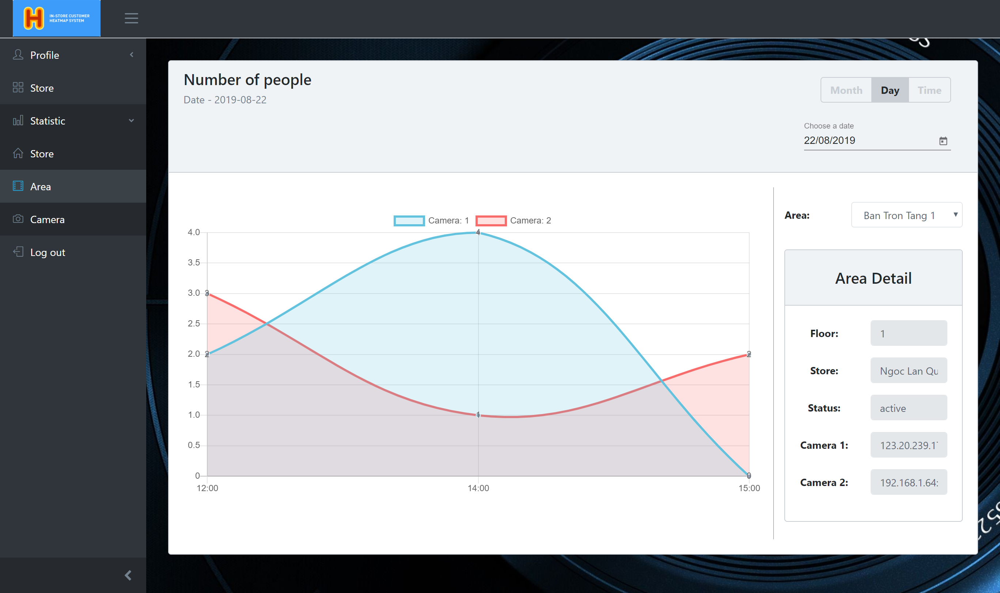 IN-STORE CUSTOMER
HEATMAP SYSTEM
Profile
Store
Statistic
Store
Area
Camera
Log out
Number of people
Date - 2019-08-22
Month Day Time
Choose a date
22/08/2019
Camera: 1 Camera: 2
4.0
3.5
3.0
2.5
2.0
1.5
1.0
0.5
0
4
3
2
2
1
0
12:00 14:00 15:00
Area: Ban Tron Tang 1
Area Detail
Floor: 1
Store: Ngoc Lan Qu
Status: active
Camera 1: 123.20.239.1
Camera 2: 192.168.1.64: